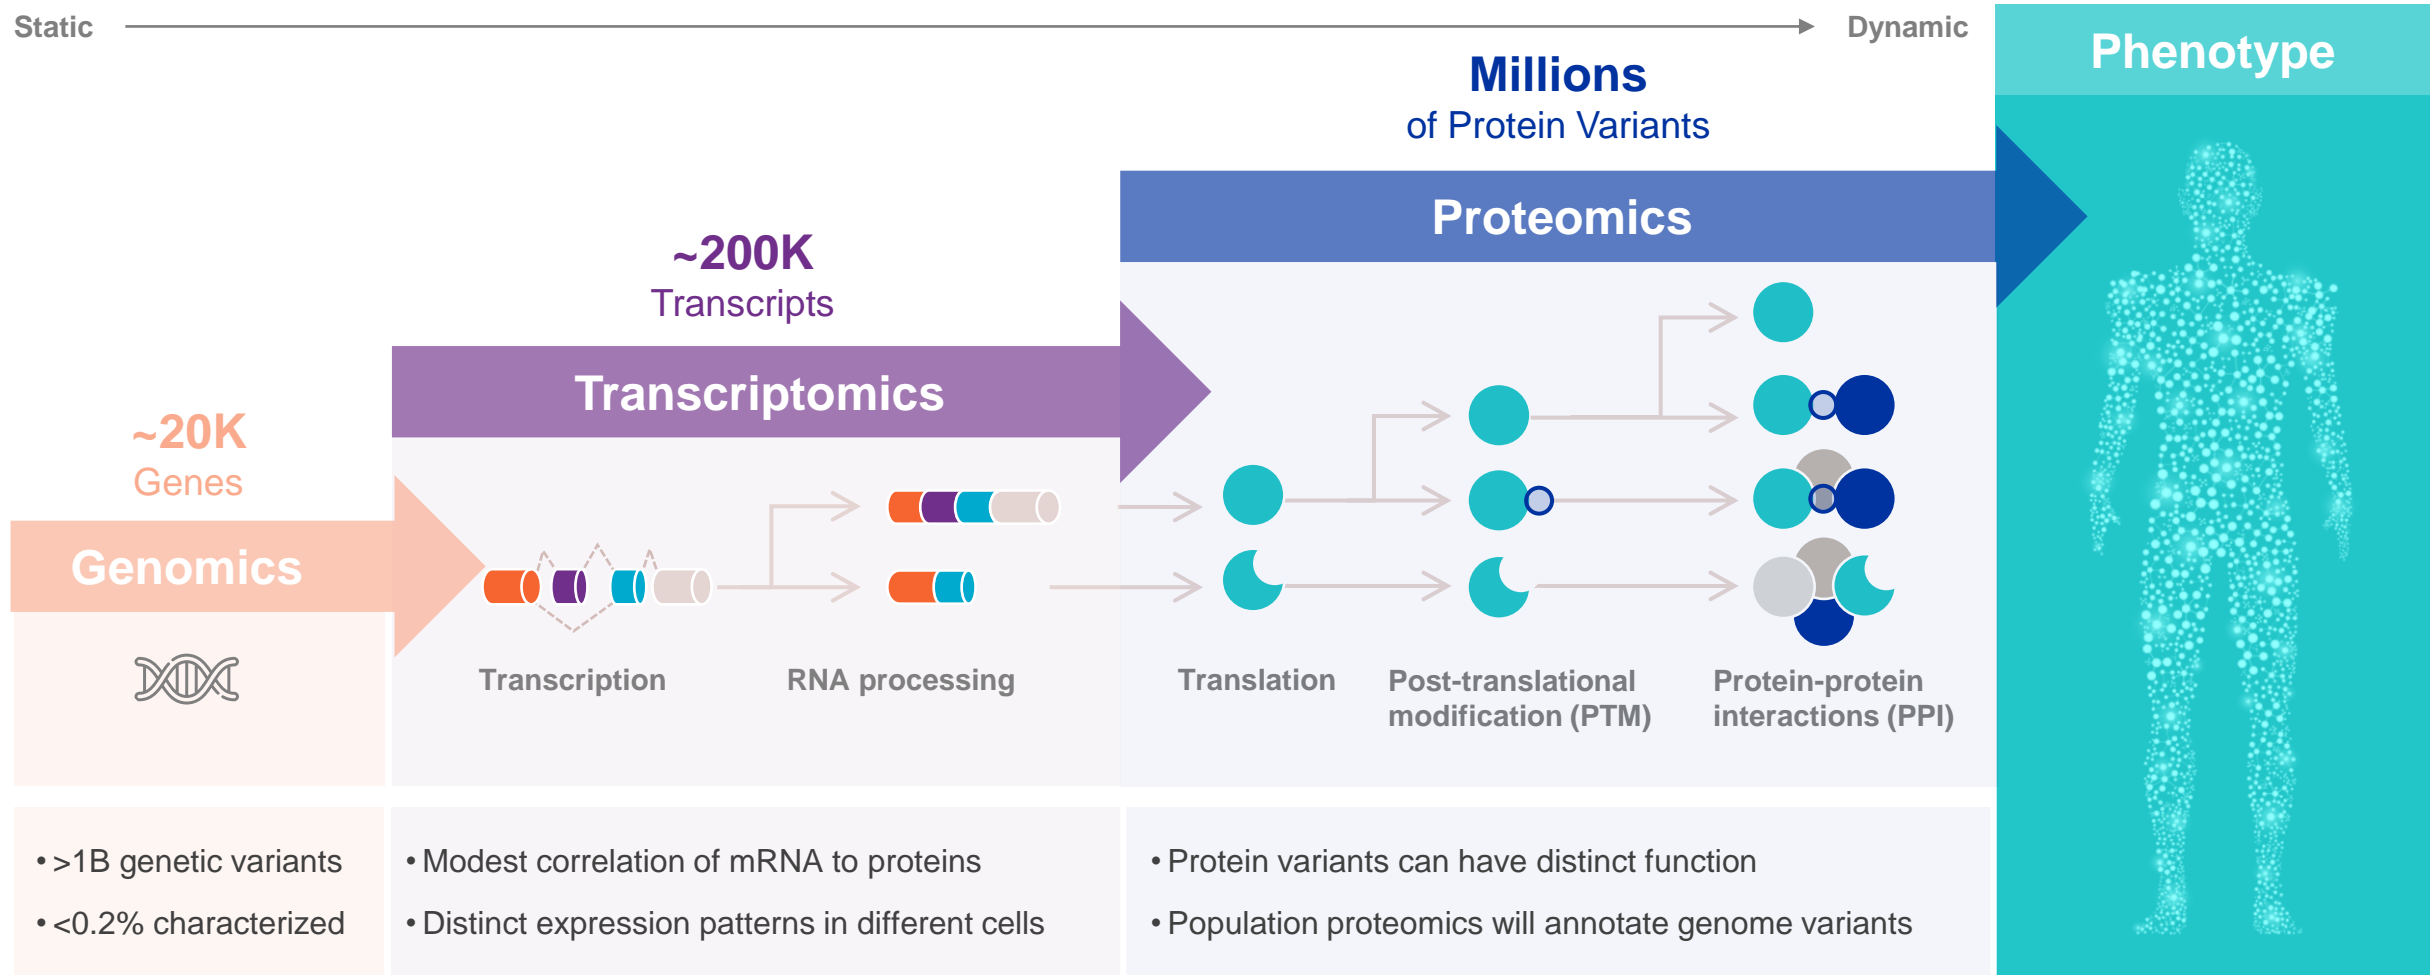 Static
Dynamic
Phenotype
Millions
of Protein Variants
Proteomics
~200K
Transcripts
Transcriptomics
~20K
Genes
Genomics
Transcription
RNA processing
Translation
Post-translational
modification (PTM)
Protein-protein
interactions (PPI)
• >1B genetic variants
• <0.2% characterized
• Modest correlation of mRNA to proteins
• Distinct expression patterns in different cells
• Protein variants can have distinct function
• Population proteomics will annotate genome variants